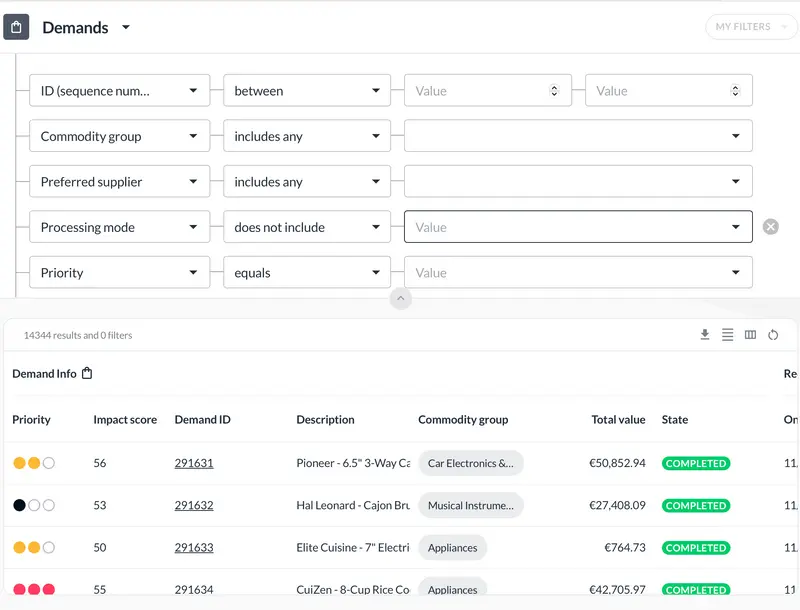 Demands
MY FILTERS
ID (sequence num... between Value Value
Commodity group includes any
Preferred supplier includes any
Processing mode does not include Value
Priority equals Value
14344 results and 0 filters
Demand Info Re
Priority Impact score Demand ID Description Commodity group Total value State On
56 291631 Pioneer - 6.5" 3-Way Ca Car Electronics &... €50,852.94 COMPLETED 11.
53 291632 Hal Leonard - Cajon Bru Musical Instrume... €27,408.09 COMPLETED 11.
50 291633 Elite Cuisine - 7" Electri Appliances €764.73 COMPLETED 11.
55 291634 CuiZen - 8-Cup Rice Co Appliances €42,705.97 COMPLETED 11